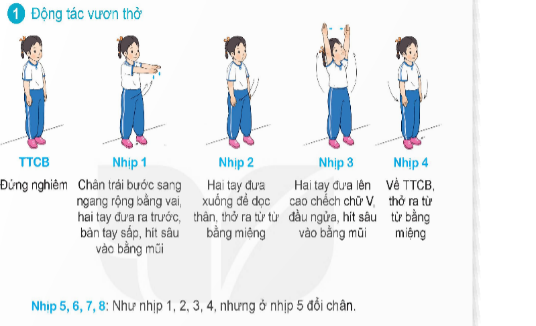 1 Động tác vươn thở
TTCB
Đứng nghiêm
Nhịp 1
Chân trái bước sang
ngang rộng bằng vai,
hai tay đưa ra trước,
bàn tay sấp, hít sâu
vào bằng mũi
Nhịp 2
Hai tay đưa
xuống để dọc
thân, thở ra từ từ
bằng miệng
Nhịp 3
Hai tay đưa lên
cao chếch chữ V,
đầu ngửa, hít sâu
vào bằng mũi
Nhịp 4
Về TTCB,
thở ra từ
từ bằng
miệng
Nhịp 5, 6, 7, 8: Như nhịp 1, 2, 3, 4, nhưng ở nhịp 5 đổi chân.